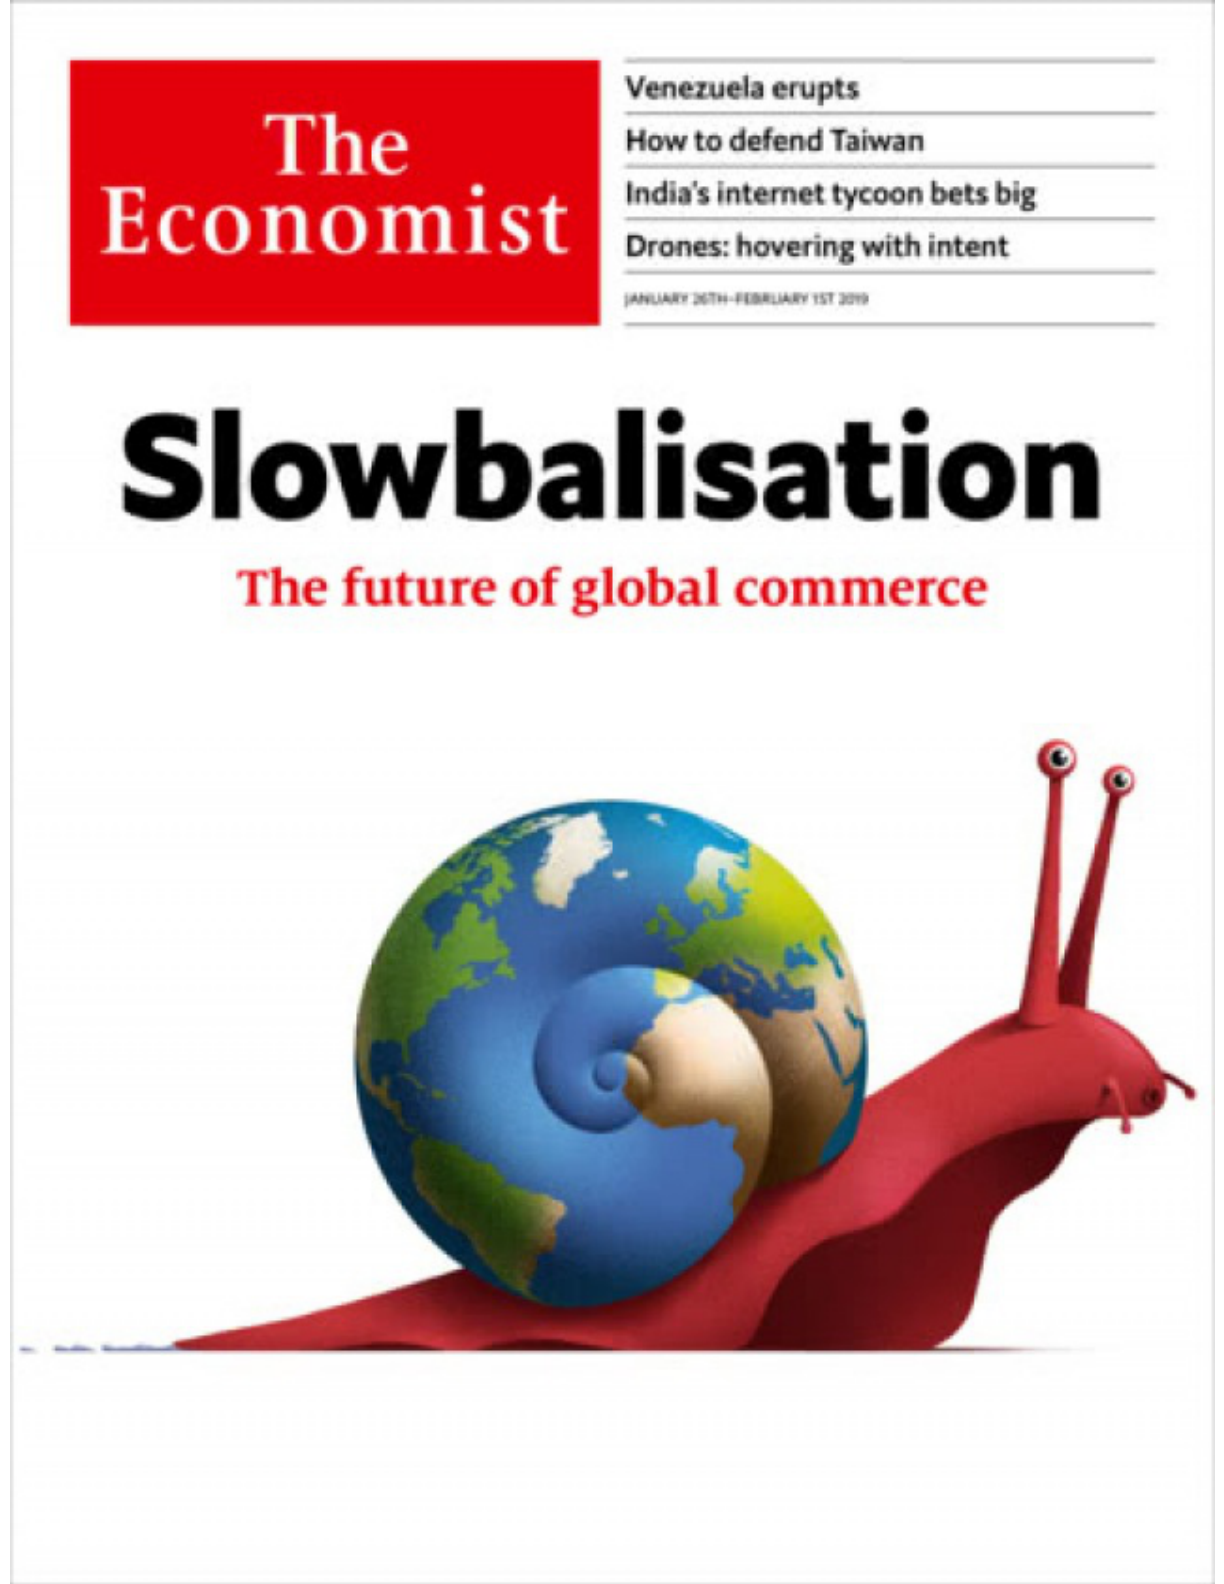 The
Economist
Venezuela erupts
How to defend Taiwan
India's internet tycoon bets big
Drones: hovering with intent
JANUARY 26TH–FEBRUARY 1ST 2019
Slowbalisation
The future of global commerce